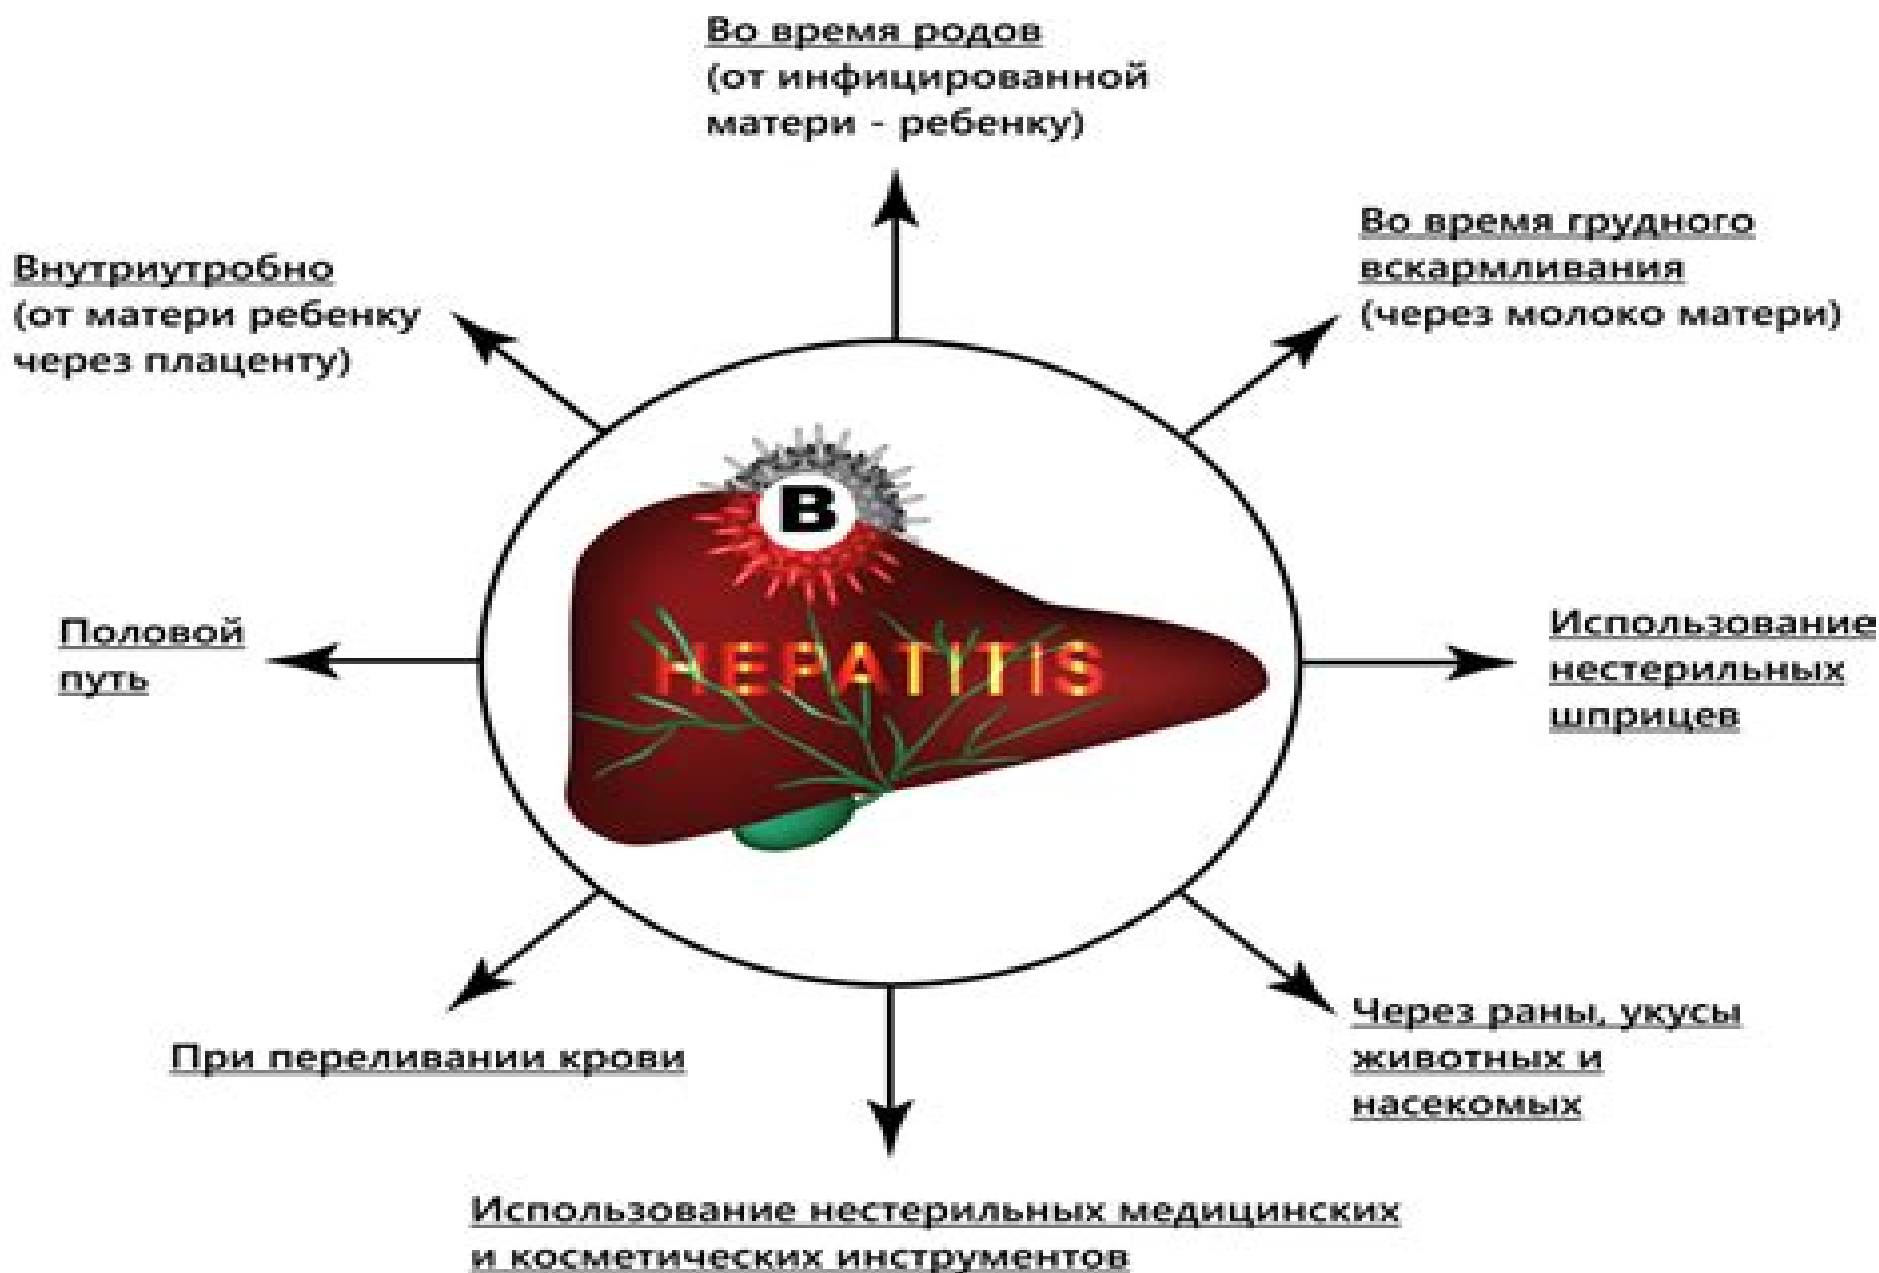 Во время родов
(от инфицированной
матери - ребенку)
Во время грудного
вскармливания
(через молоко матери)
Внутриутробно
(от матери ребенку
через плаценту)
B
HEPATITIS
Половой
путь
Использование
нестерильных
шприцев
При переливании крови
Через раны, укусы
животных и
насекомых
Использование нестерильных медицинских
и косметических инструментов